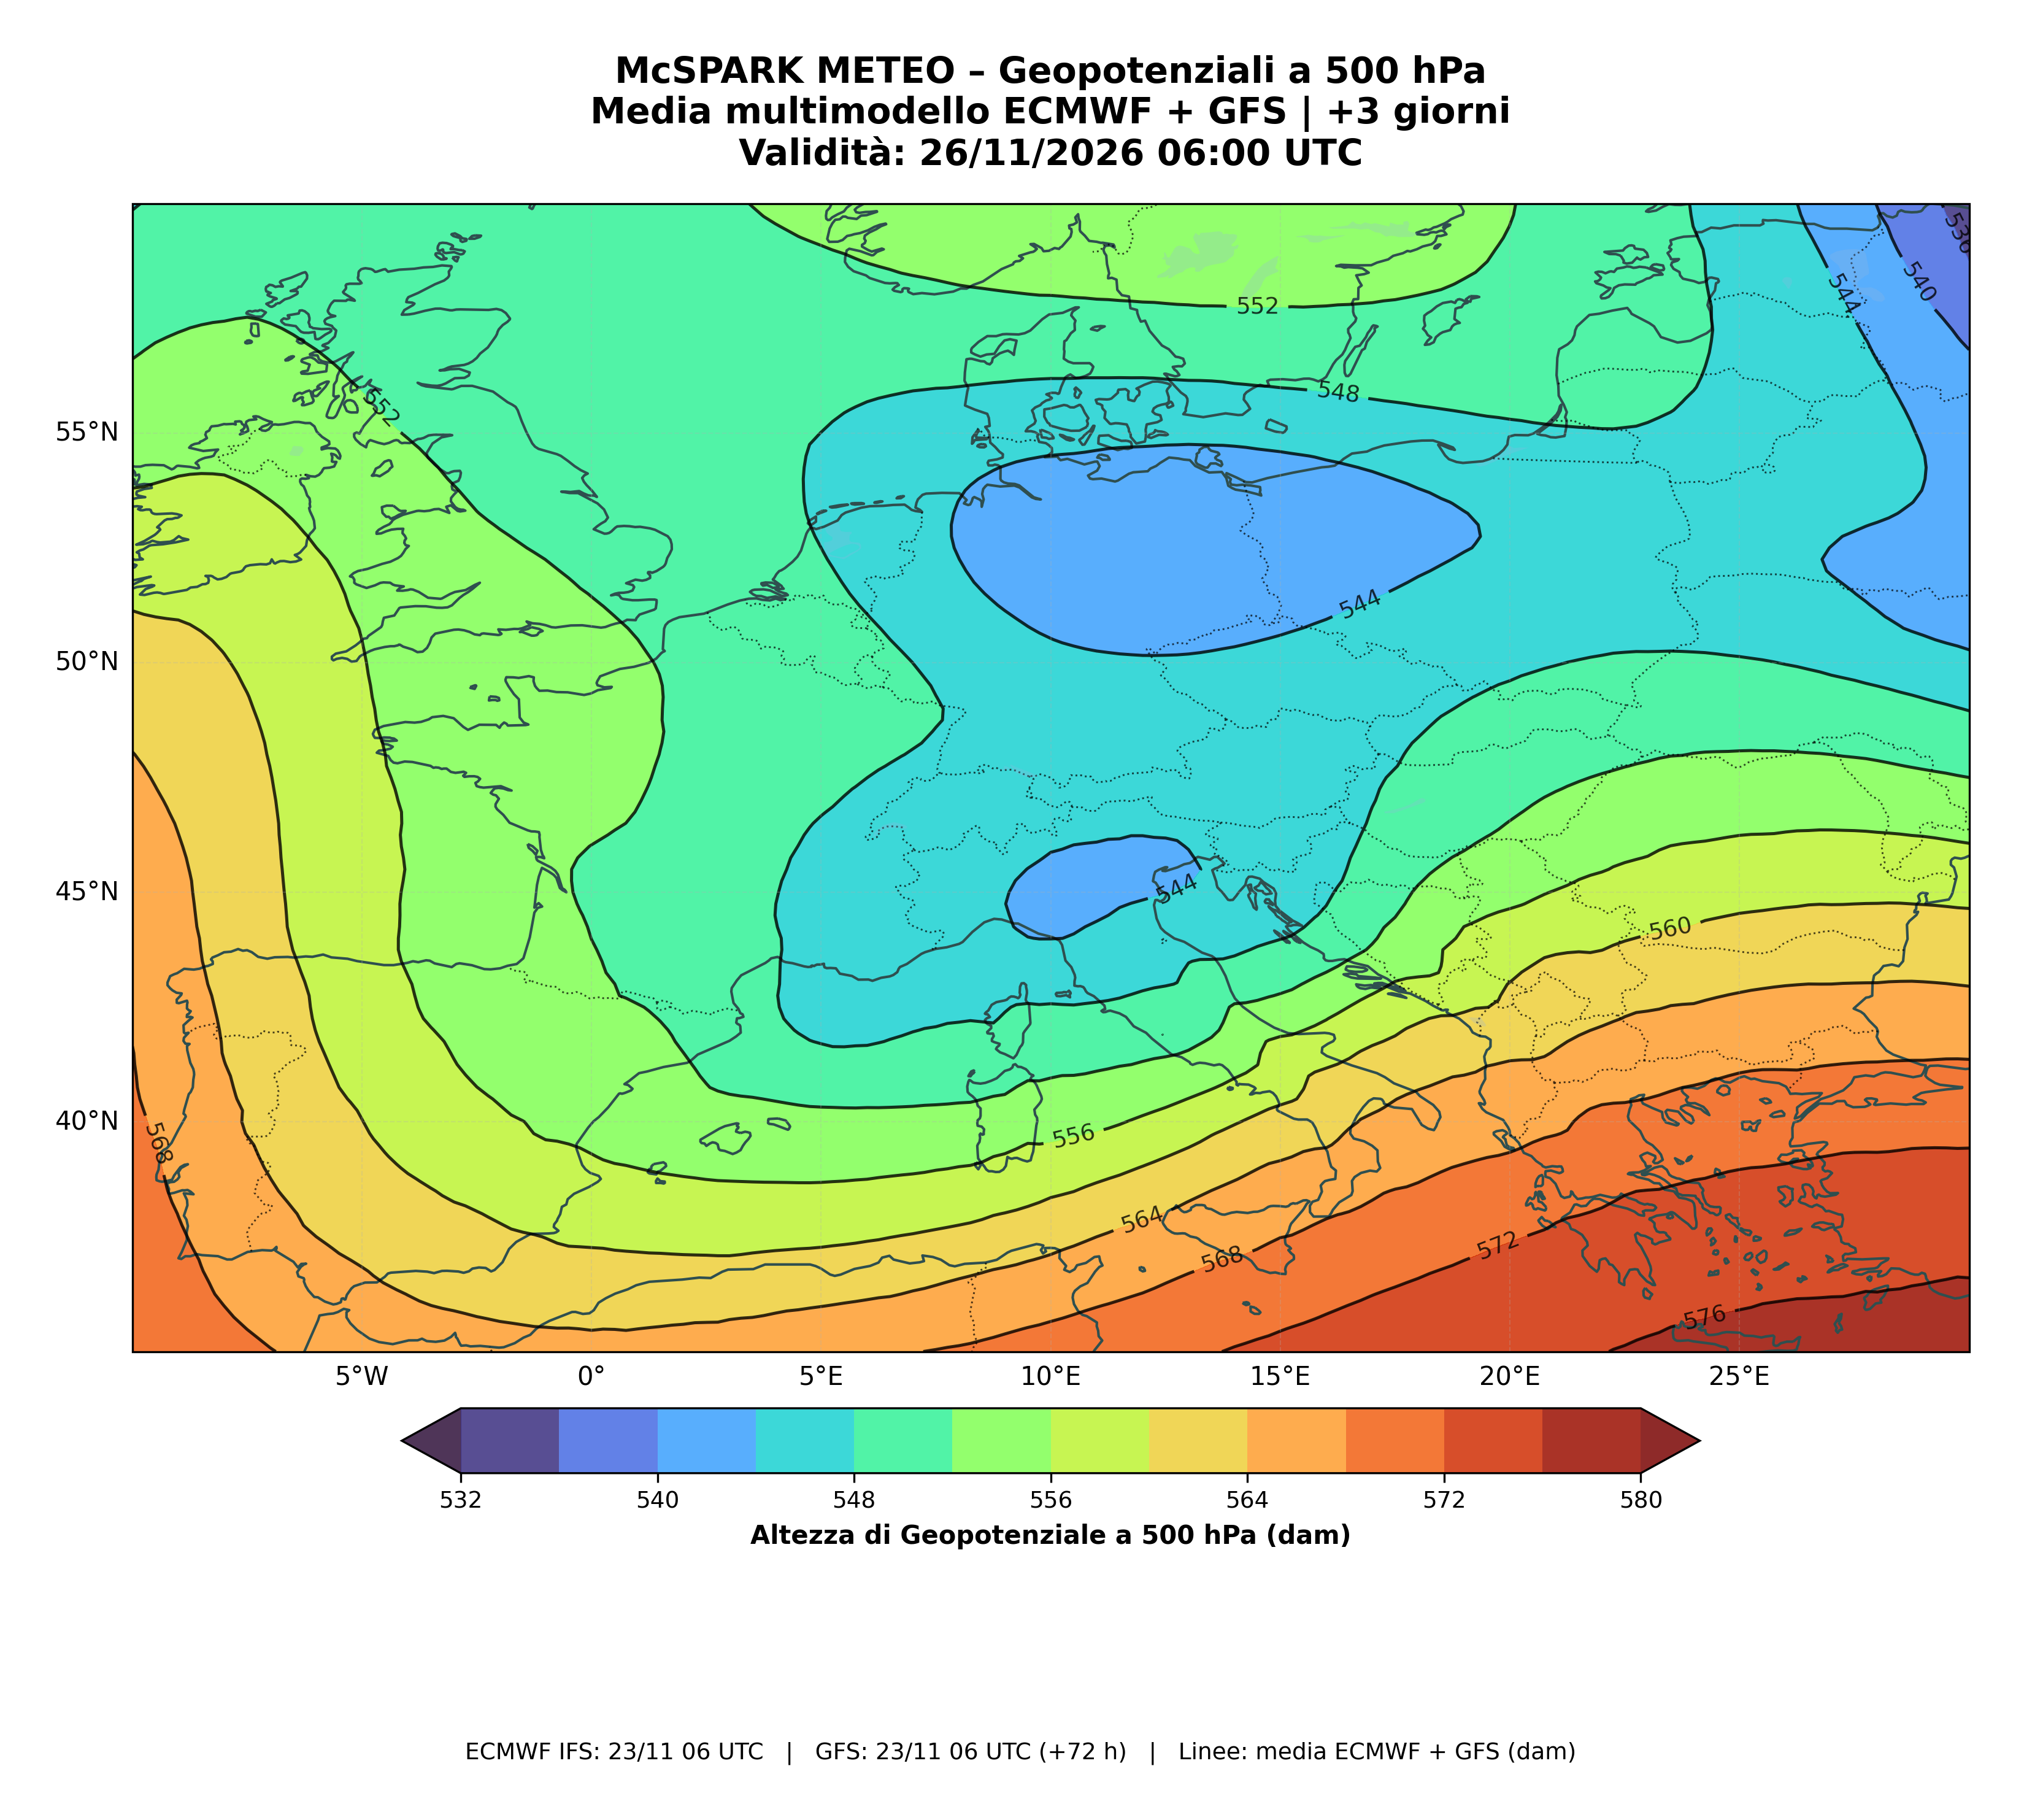 McSPARK METEO – Geopotenziali a 500 hPa
Media multimodello ECMWF + GFS | +3 giorni
Validità: 26/11/2026 06:00 UTC
536
540
544
552
548
552
55°N
544
50°N
544
45°N
560
40°N
568
556
564
568
572
576
5°W 0° 5°E 10°E 15°E 20°E 25°E
532 540 548 556 564 572 580
Altezza di Geopotenziale a 500 hPa (dam)
ECMWF IFS: 23/11 06 UTC | GFS: 23/11 06 UTC (+72 h) | Linee: media ECMWF + GFS (dam)